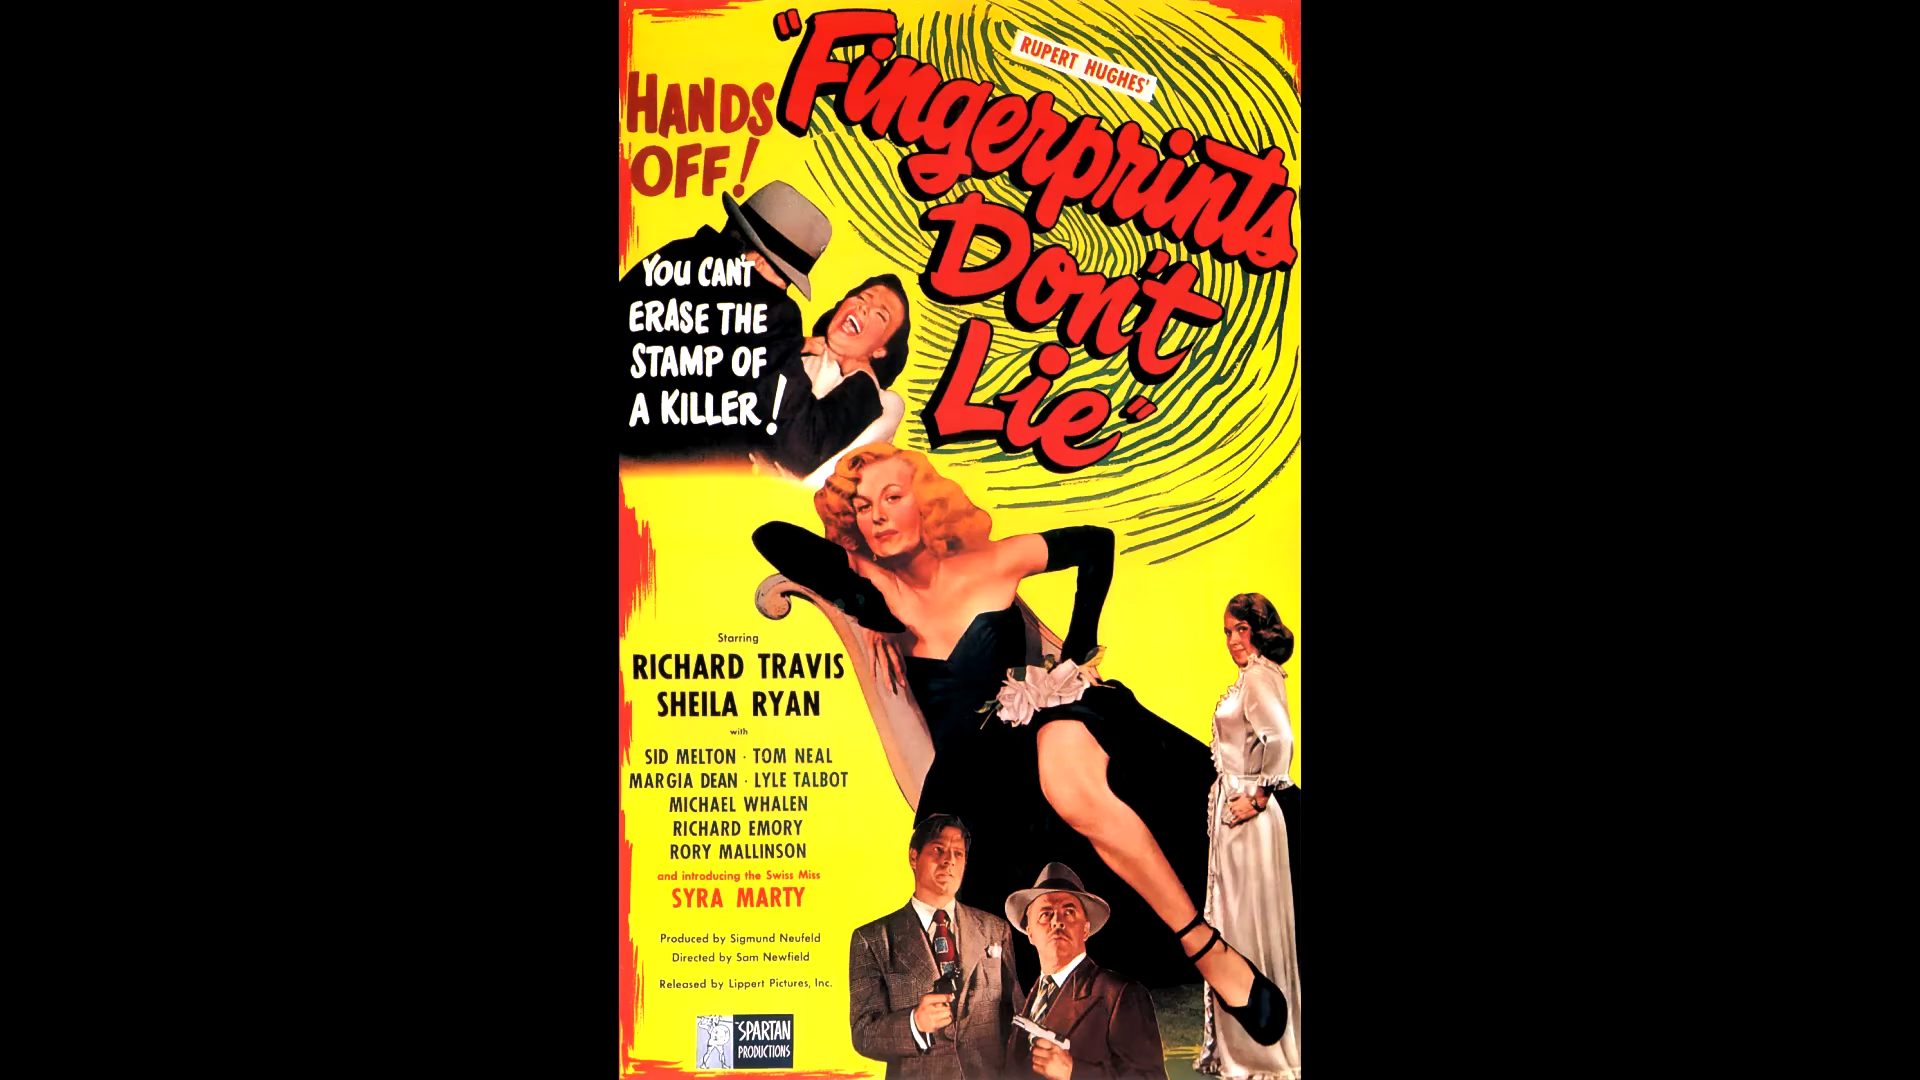 HANDS
OFF!
RUPERT HUGHES'
"Fingerprints
Don't
Lie"
YOU CAN'T
ERASE THE
STAMP OF
A KILLER!
Starring
RICHARD TRAVIS
SHEILA RYAN
with
SID MELTON · TOM NEAL
MARGIA DEAN · LYLE TALBOT
MICHAEL WHALEN
RICHARD EMORY
RORY MALLINSON
and introducing the Swiss Miss
SYRA MARTY
Produced by Sigmund Neufeld
Directed by Sam Newfield
Released by Lippert Pictures, Inc.
SPARTAN
PRODUCTIONS